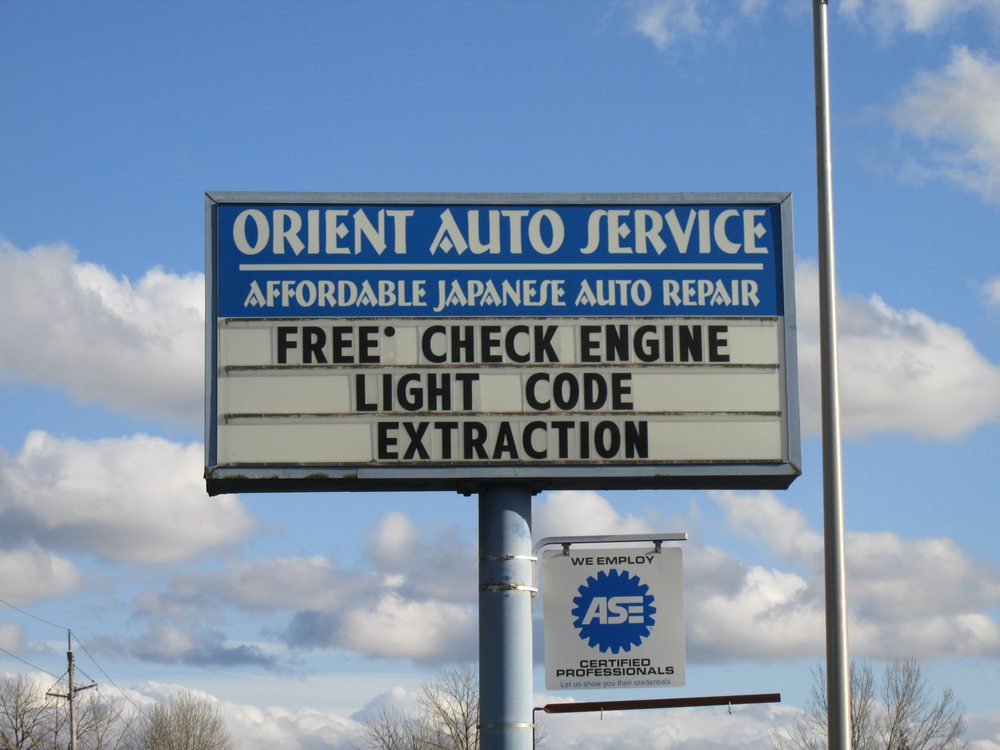 ORIENT AUTO SERVICE
AFFORDABLE JAPANESE AUTO REPAIR
FREE• CHECK ENGINE
LIGHT CODE
EXTRACTION
WE EMPLOY
ASE
CERTIFIED
PROFESSIONALS
Let us show you their credentials